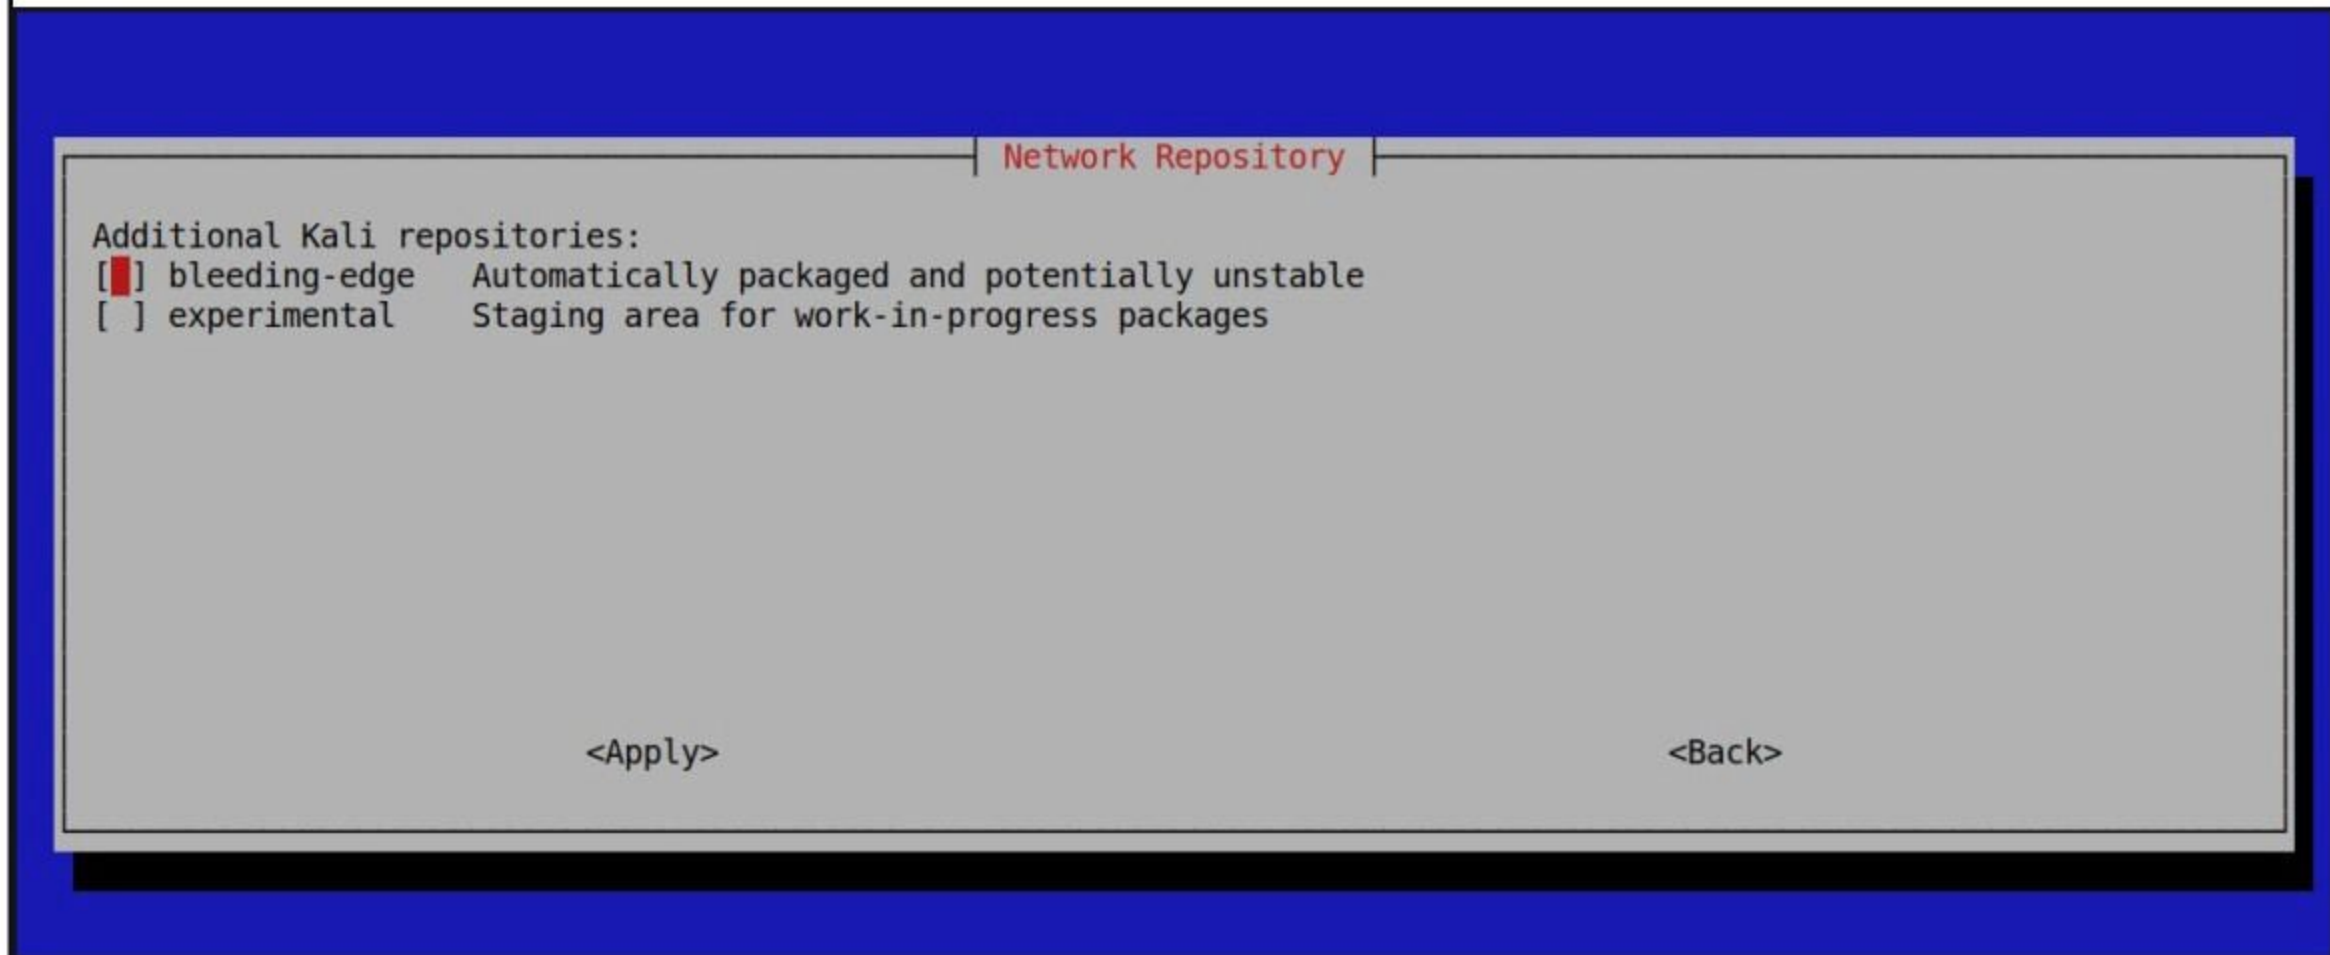 Network Repository
Additional Kali repositories:
[ ] bleeding-edge   Automatically packaged and potentially unstable
[ ] experimental    Staging area for work-in-progress packages
<Apply>   <Back>